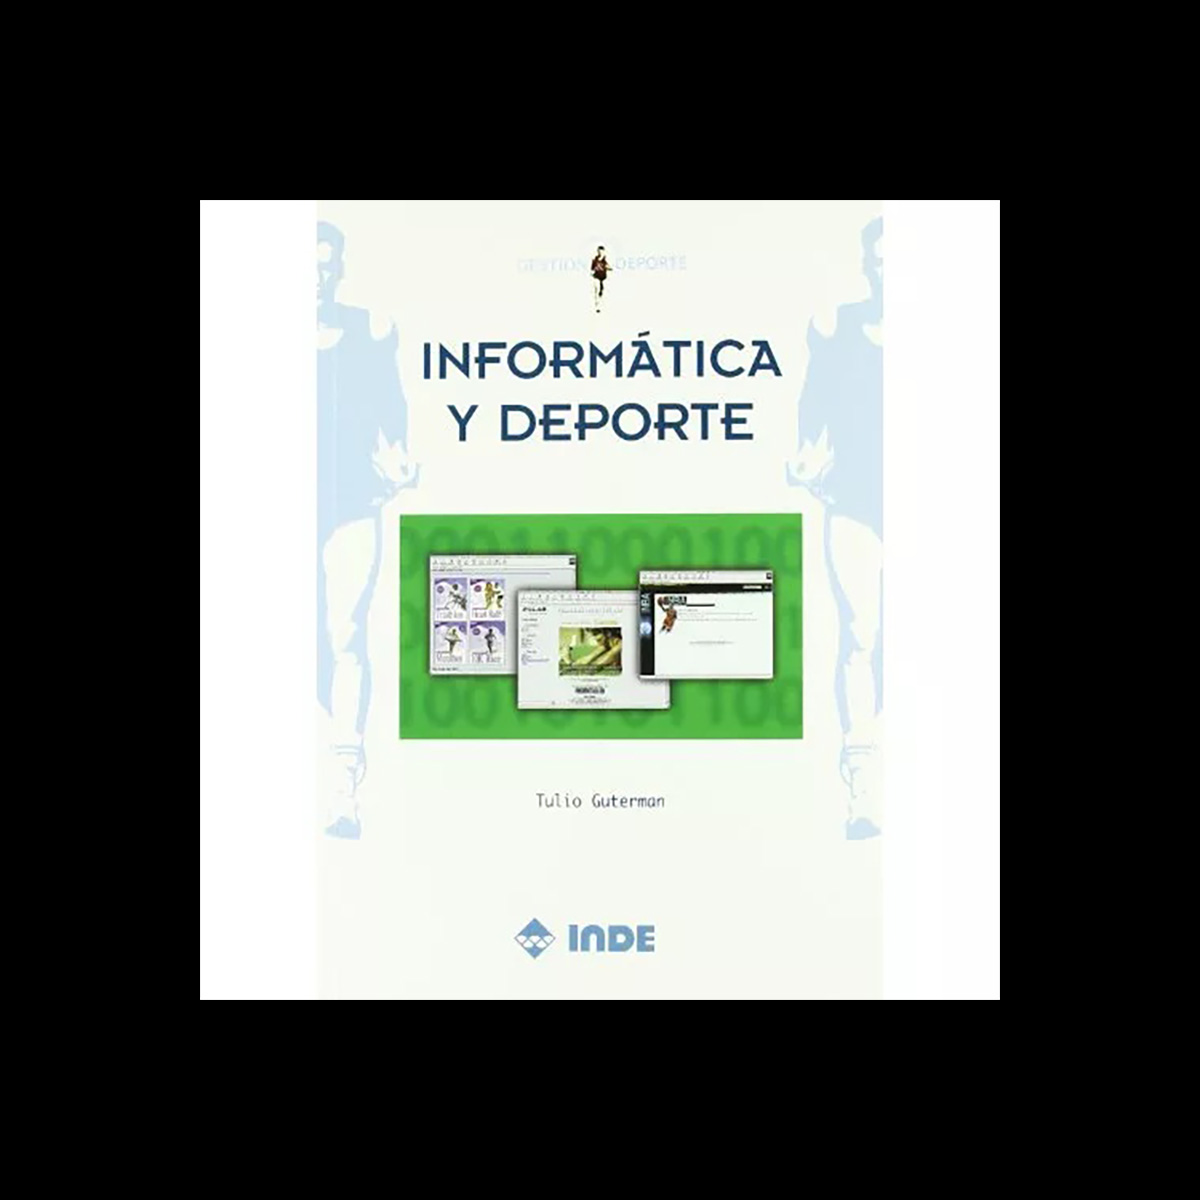 GESTIÓN DEPORTE
INFORMÁTICA
Y DEPORTE
Tulio Guterman
INDE